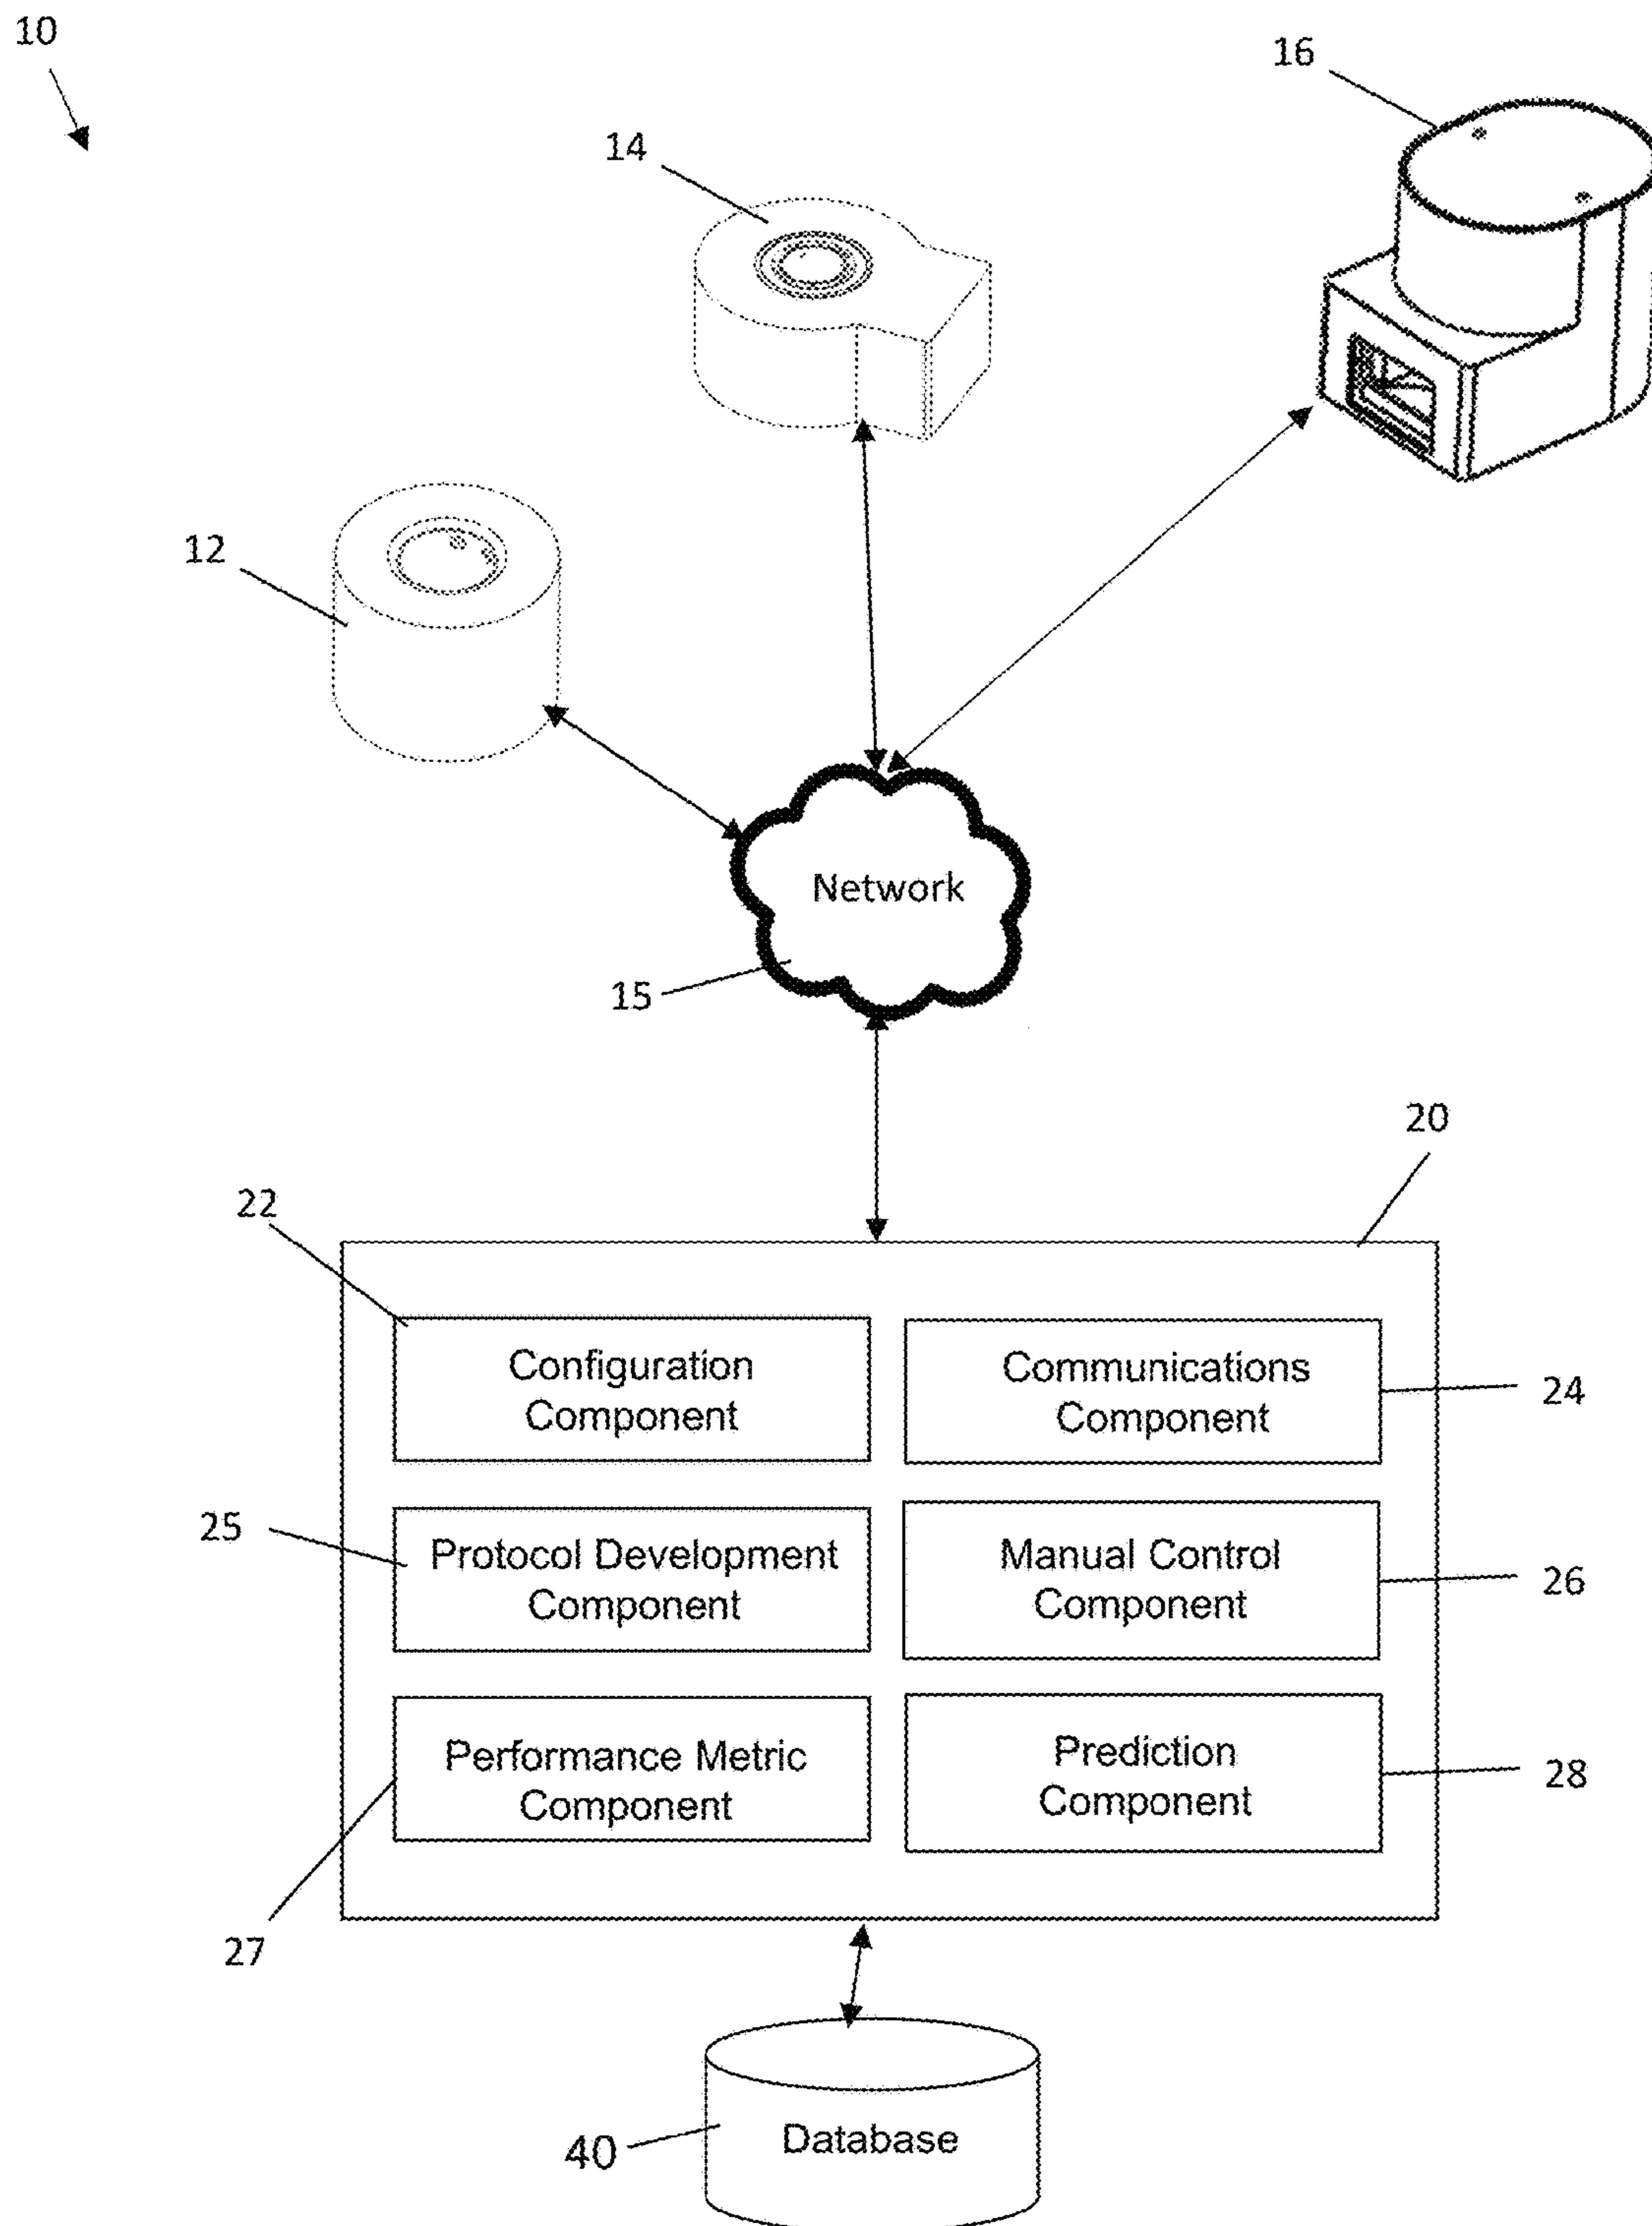 10
16
14
12
Network
15
20
22
Configuration
Component
Communications
Component
24
25
Protocol Development
Component
Manual Control
Component
26
Performance Metric
Component
Prediction
Component
28
27
Database
40